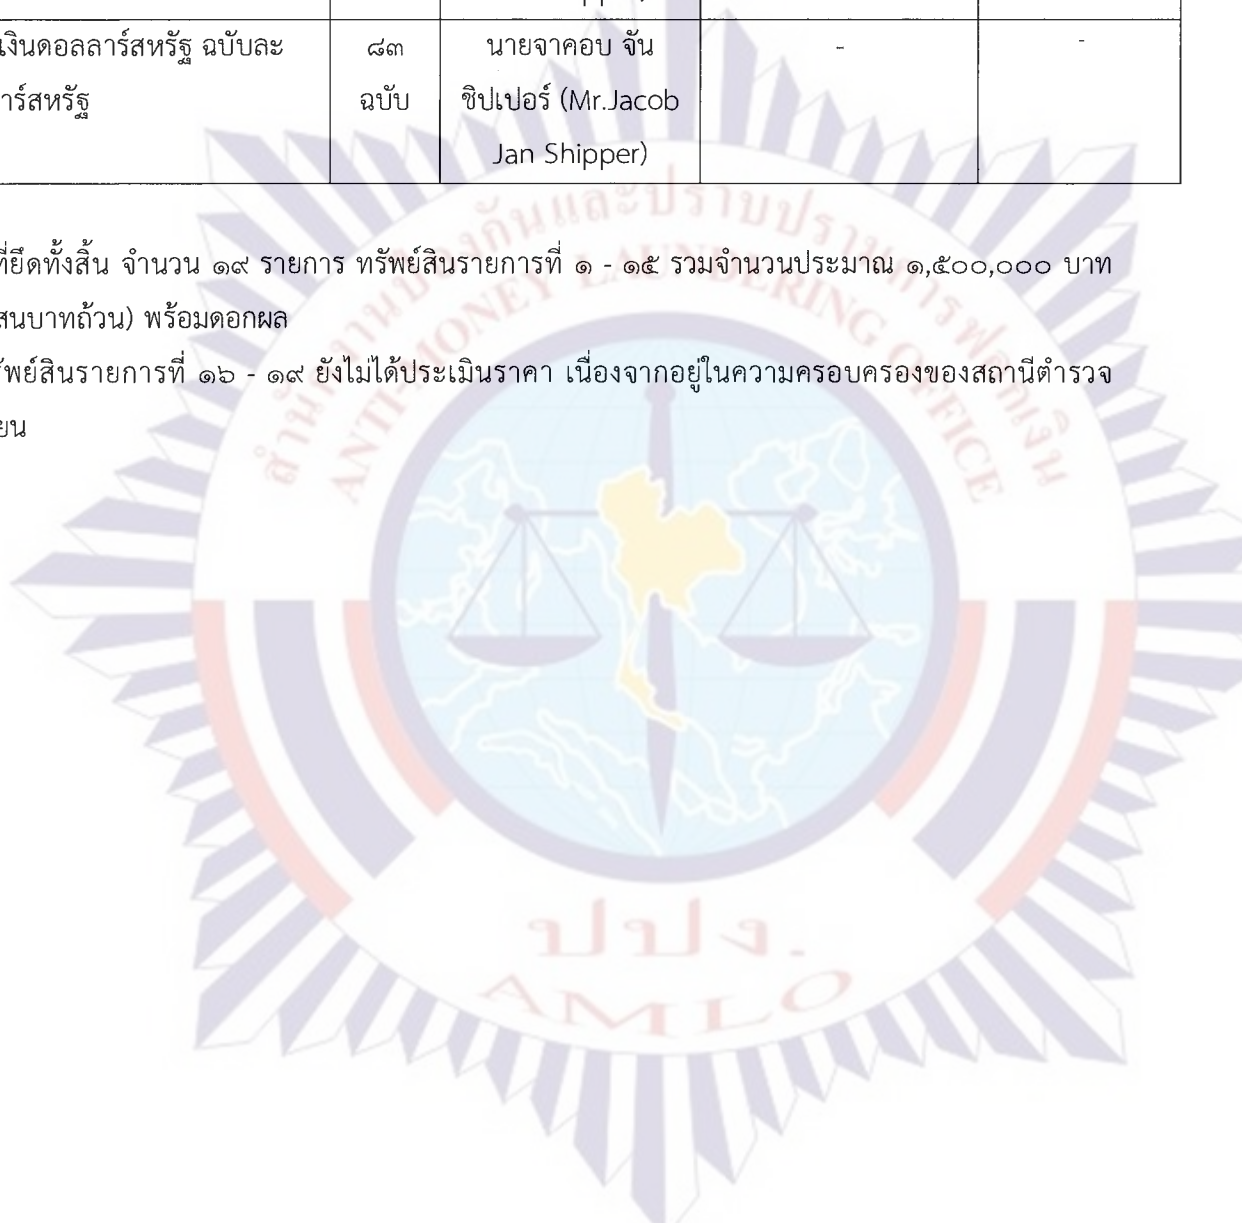 เงินดอลลาร์สหรัฐ ฉบับละ ๘๓ นายจาคอบ จัน - -
าร์สหรัฐ ฉบับ ชิปเปอร์ (Mr.Jacob
Jan Shipper)
ที่ยึดทั้งสิ้น จำนวน ๑๙ รายการ ทรัพย์สินรายการที่ ๑ - ๑๕ รวมจำนวนประมาณ ๑,๕๐๐,๐๐๐ บาท
สนบาทถ้วน) พร้อมดอกผล
รัพย์สินรายการที่ ๑๖ - ๑๙ ยังไม่ได้ประเมินราคา เนื่องจากอยู่ในความครอบครองของสถานีตำรวจ
ยน
สำนักงานป้องกันและปราบปรามการฟอกเงิน
ANTI-MONEY LAUNDERING OFFICE
ปปง.
AMLO